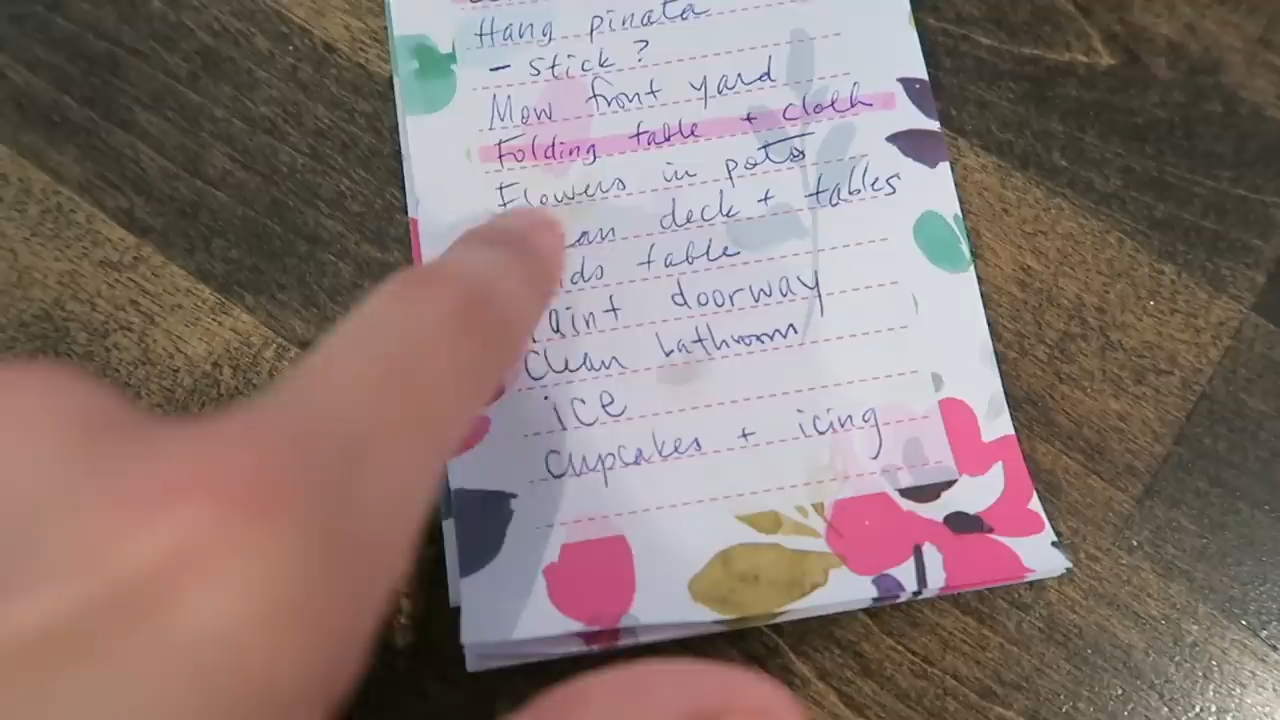 Hang pinata
- stick ?
Mow front yard
Folding table + cloth
Flowers in pots
deck + tables
table
doorway
Clean bathroom
ice
cupcakes + icing